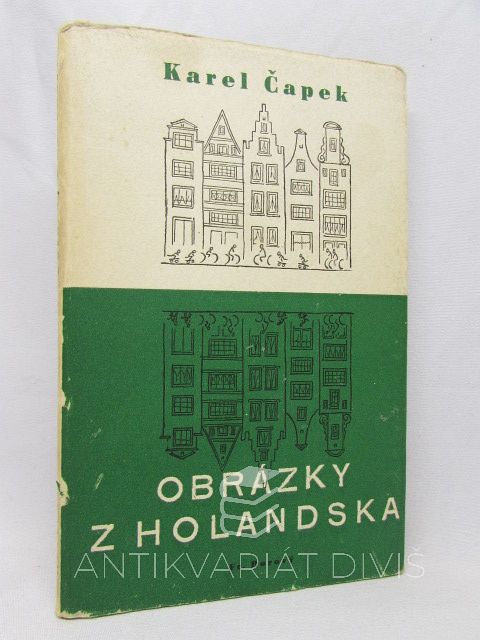 Karel Čapek
OBRÁZKY
Z HOLANDSKA
ANTIKVARIÁT DIVIŠ